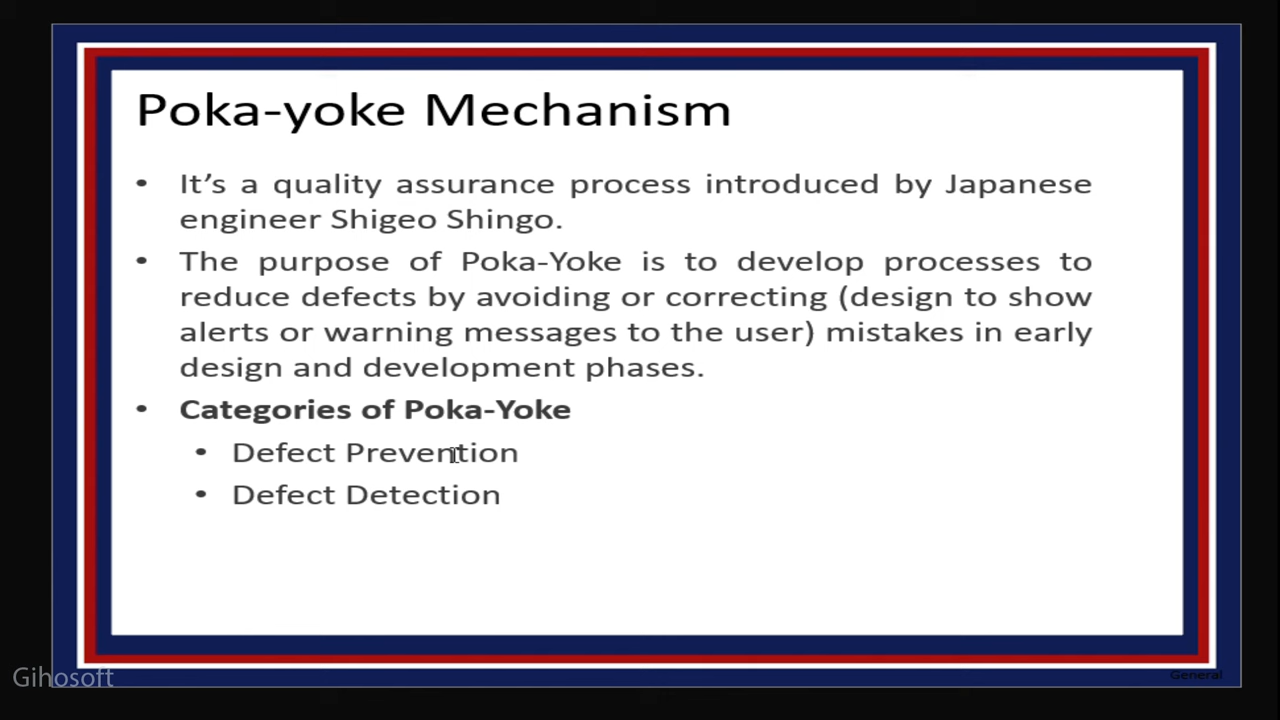 Poka-yoke Mechanism
• It’s a quality assurance process introduced by Japanese
engineer Shigeo Shingo.
• The purpose of Poka-Yoke is to develop processes to
reduce defects by avoiding or correcting (design to show
alerts or warning messages to the user) mistakes in early
design and development phases.
• Categories of Poka-Yoke
• Defect Prevention
• Defect Detection
Gihosoft
General